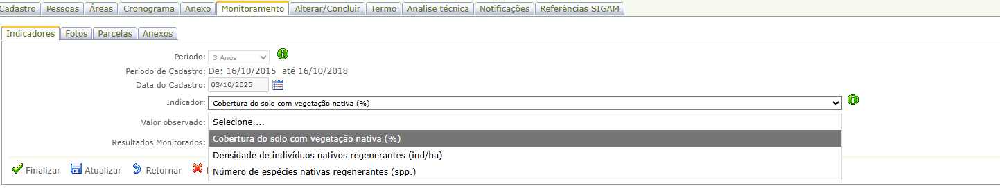 Cadastro Pessoas Áreas Cronograma Anexo Monitoramento Alterar/Concluir Termo Analise técnica Notificações Referências SIGAM
Indicadores Fotos Parcelas Anexos
Período: 3 Anos
Período de Cadastro: De: 16/10/2015 até 16/10/2018
Data do Cadastro: 03/10/2025
Indicador: Cobertura do solo com vegetação nativa (%)
Valor observado: Selecione....
Cobertura do solo com vegetação nativa (%)
Resultados Monitorados:
Densidade de indivíduos nativos regenerantes (ind/ha)
Finalizar Atualizar Retornar
Número de espécies nativas regenerantes (spp.)